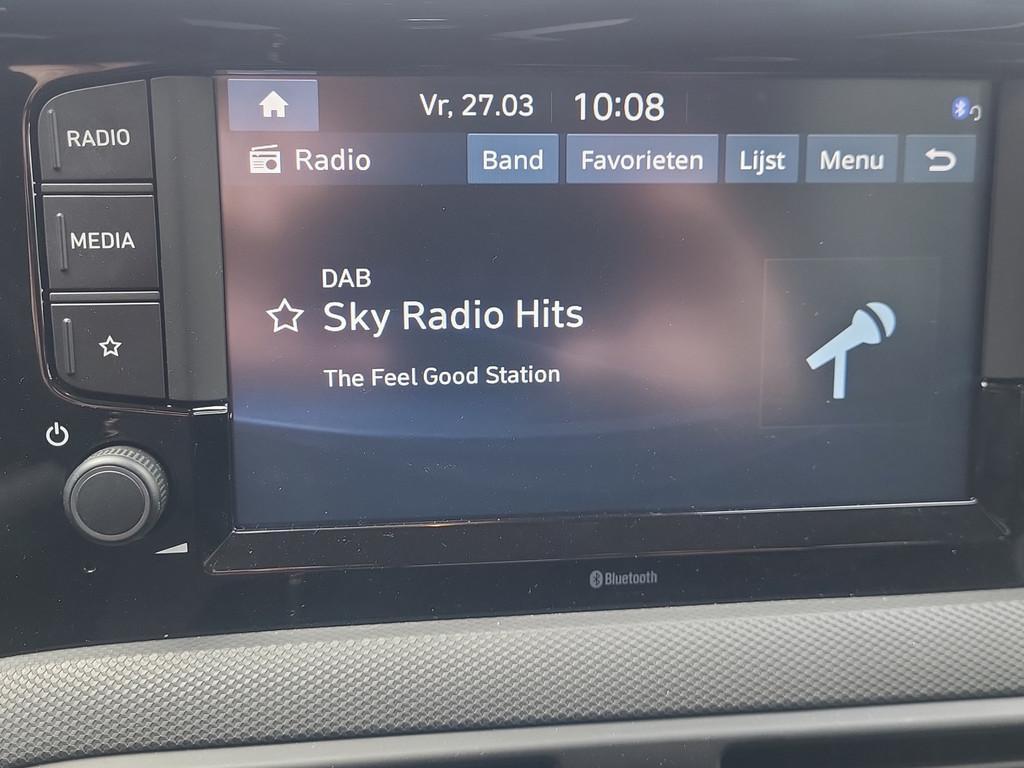 RADIO
MEDIA
Vr, 27.03 10:08
Radio Band Favorieten Lijst Menu
DAB
Sky Radio Hits
The Feel Good Station
Bluetooth